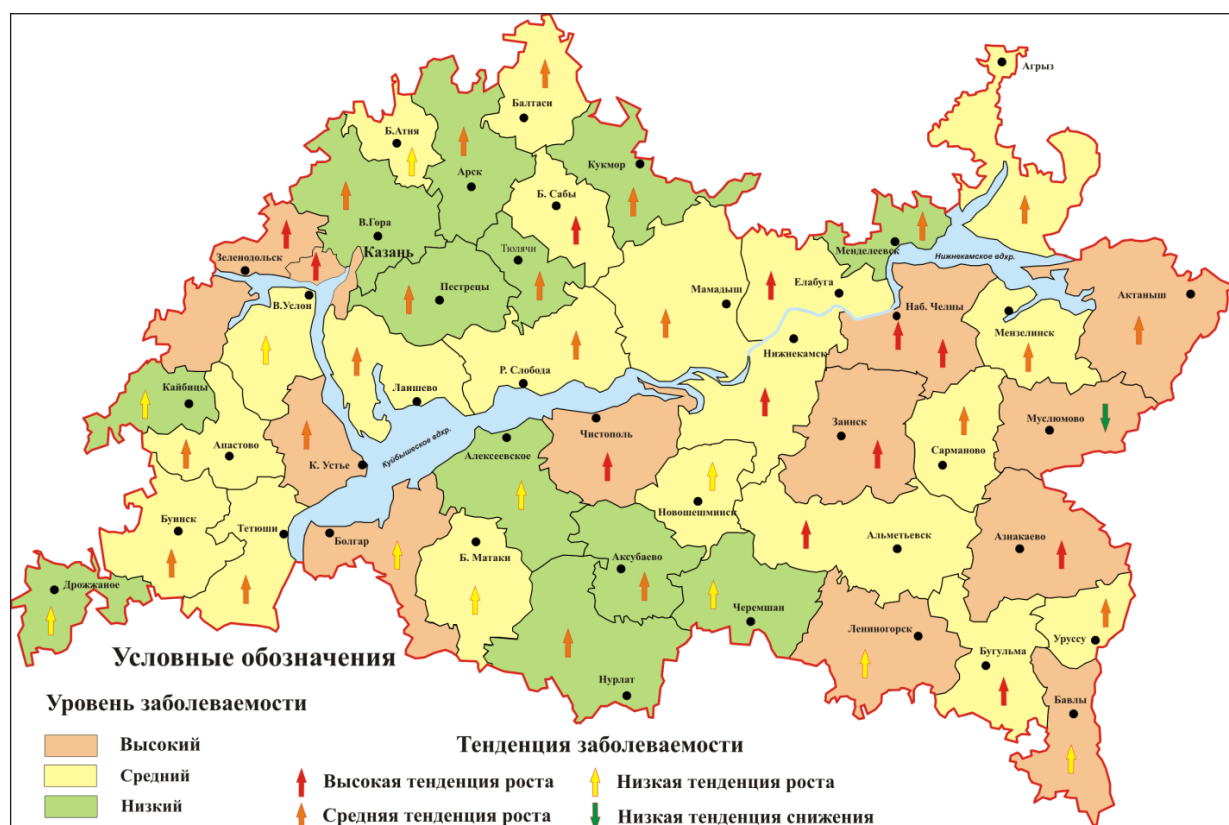 Агрыз
Балтаси
Б.Атня
Кукмор
Арск
Б. Сабы
В.Гора
Казань
Тюлячи
Менделеевск
Зеленодольск
Нижнекамское вдхр.
Елабуга
Мамадыш
Пестрецы
В.Услон
Актаныш
Наб. Челны
Мензелинск
Нижнекамск
Р. Слобода
Лаишево
Кайбицы
Чистополь
Заинск
Муслюмово
Куйбышеское вдхр.
Апастово
Алексеевское
К. Устье
Сарманово
Новошешминск
Буинск
Тетюши
Болгар
Б. Матаки
Альметьевск
Азнакаево
Аксубаево
Дрожжаное
Черемшан
Лениногорск
Уруссу
Бугульма
Нурлат
Бавлы
Условные обозначения
Уровень заболеваемости
Высокий
Средний
Низкий
Тенденция заболеваемости
Высокая тенденция роста
Низкая тенденция роста
Средняя тенденция роста
Низкая тенденция снижения